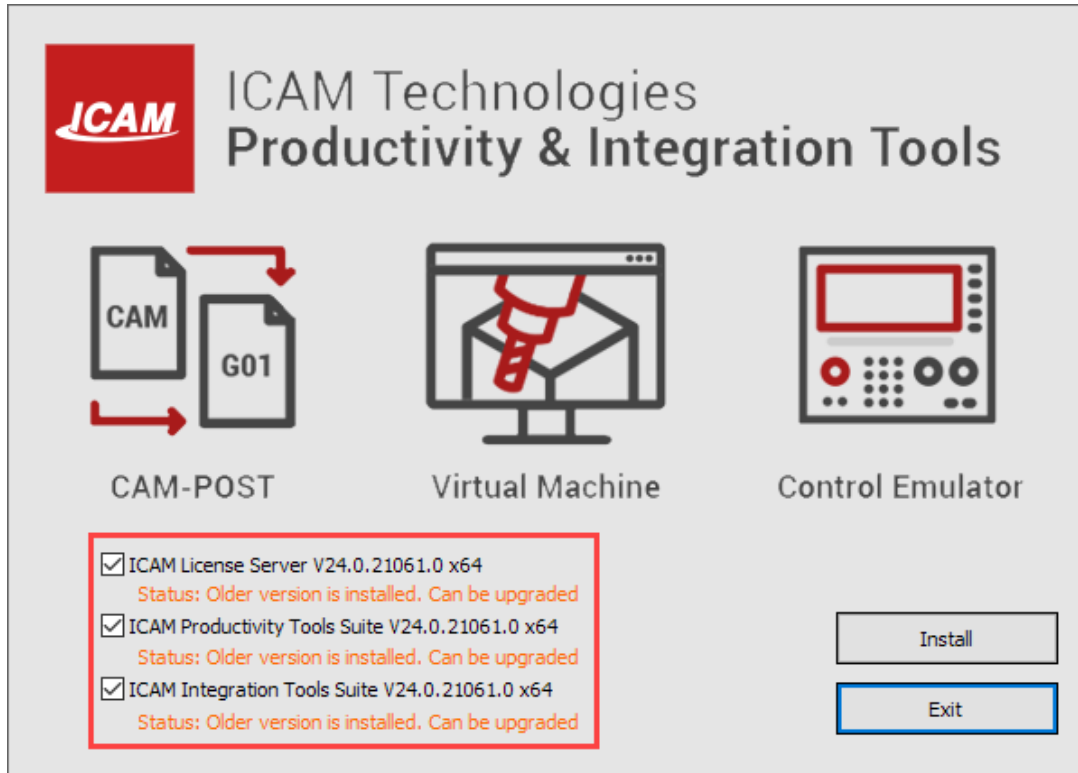 ICAM
ICAM Technologies
Productivity & Integration Tools
CAM
G01
CAM-POST
Virtual Machine
Control Emulator
ICAM License Server V24.0.21061.0 x64
Status: Older version is installed. Can be upgraded
ICAM Productivity Tools Suite V24.0.21061.0 x64
Status: Older version is installed. Can be upgraded
ICAM Integration Tools Suite V24.0.21061.0 x64
Status: Older version is installed. Can be upgraded
Install
Exit